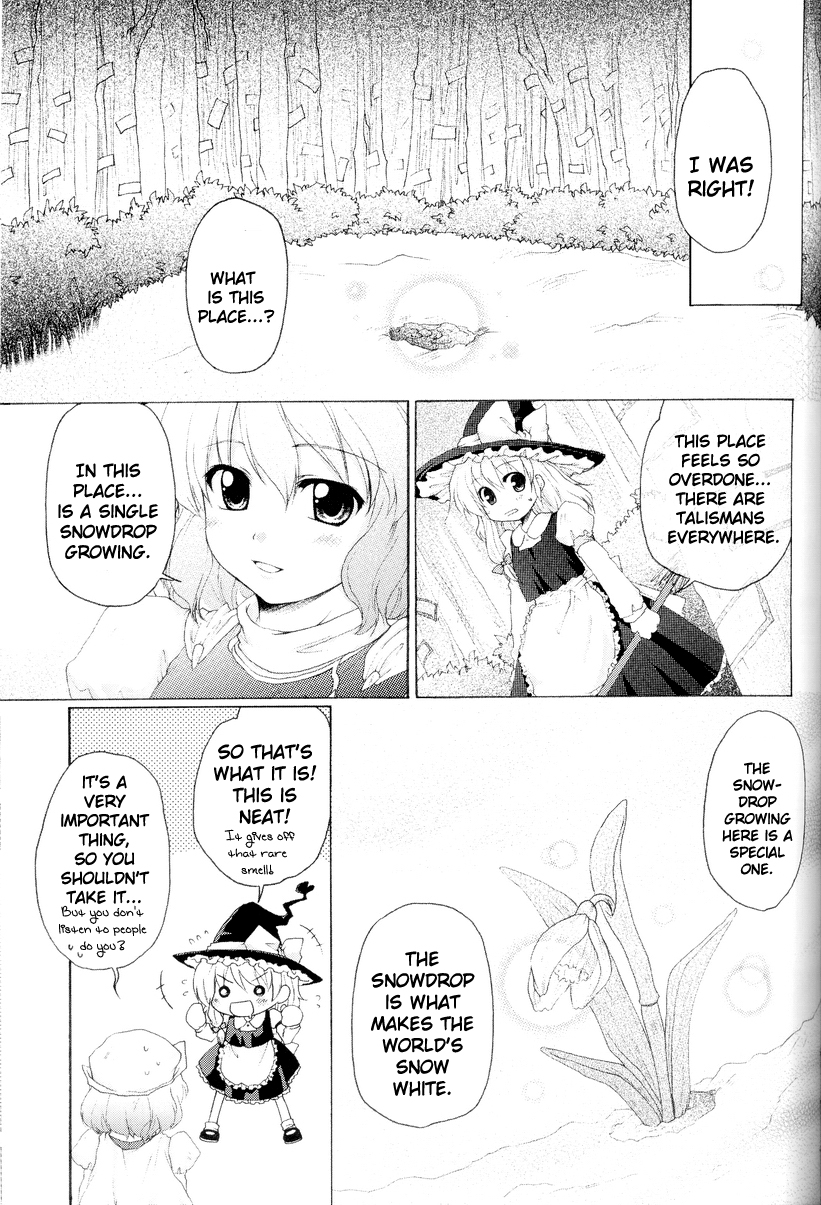 I WAS
RIGHT!
WHAT
IS THIS
PLACE...?
THIS PLACE
FEELS SO
OVERDONE...
THERE ARE
TALISMANS
EVERYWHERE.
IN THIS
PLACE...
IS A SINGLE
SNOWDROP
GROWING.
THE
SNOW-
DROP
GROWING
HERE IS A
SPECIAL
ONE.
THE
SNOWDROP
IS WHAT
MAKES THE
WORLD'S
SNOW
WHITE.
SO THAT'S
WHAT IT IS!
THIS IS
NEAT!
It gives off
that rare
smell!
IT'S A
VERY
IMPORTANT
THING,
SO YOU
SHOULDN'T
TAKE IT...
But you don't
listen to people
do you?